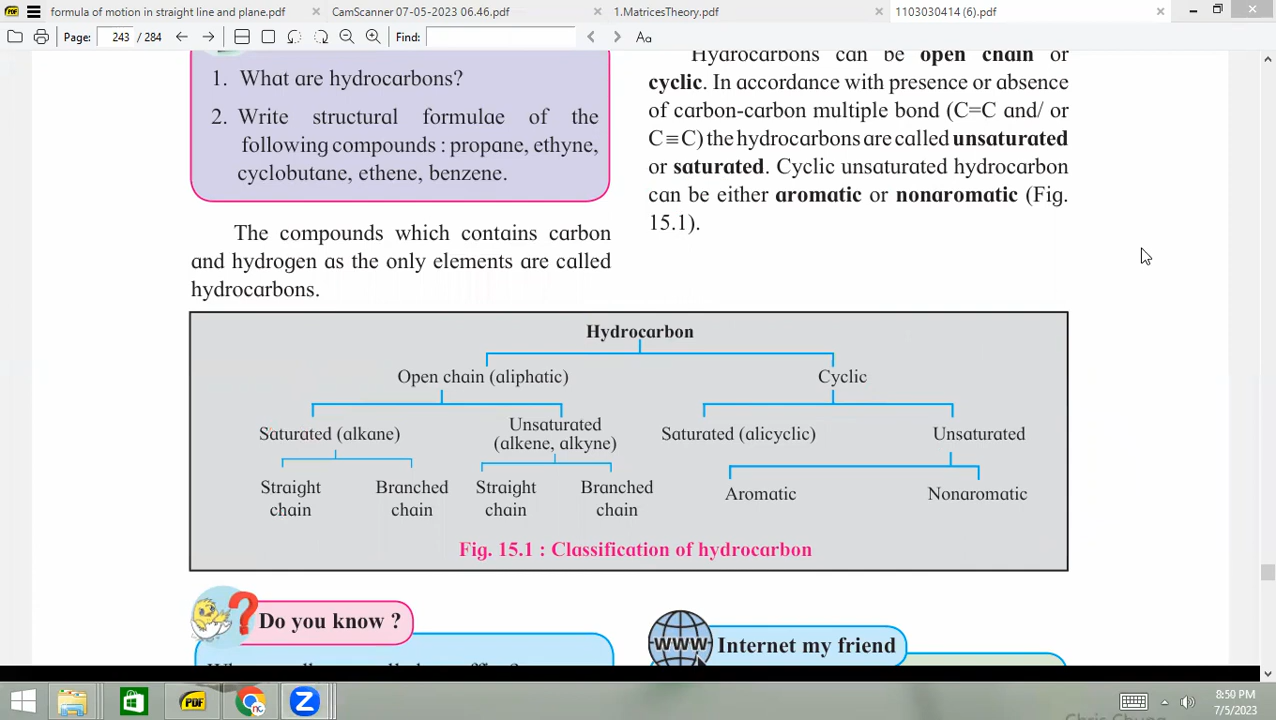 formula of motion in straight line and plane.pdf
CamScanner 07-05-2023 06.46.pdf
1.MatricesTheory.pdf
1103030414 (6).pdf
Page: 243 / 284
Find:
Aa
1. What are hydrocarbons?
2. Write structural formulae of the
following compounds : propane, ethyne,
cyclobutane, ethene, benzene.
The compounds which contains carbon
and hydrogen as the only elements are called
hydrocarbons.
Hydrocarbons can be open chain or
cyclic. In accordance with presence or absence
of carbon-carbon multiple bond (C=C and/ or
C≡C) the hydrocarbons are called unsaturated
or saturated. Cyclic unsaturated hydrocarbon
can be either aromatic or nonaromatic (Fig.
15.1).
Hydrocarbon
Open chain (aliphatic)
Cyclic
Saturated (alkane)
Unsaturated
(alkene, alkyne)
Saturated (alicyclic)
Unsaturated
Straight
chain
Branched
chain
Straight
chain
Branched
chain
Aromatic
Nonaromatic
Fig. 15.1 : Classification of hydrocarbon
Do you know ?
www
Internet my friend
PDF
nc
Z
8:50 PM
7/5/2023